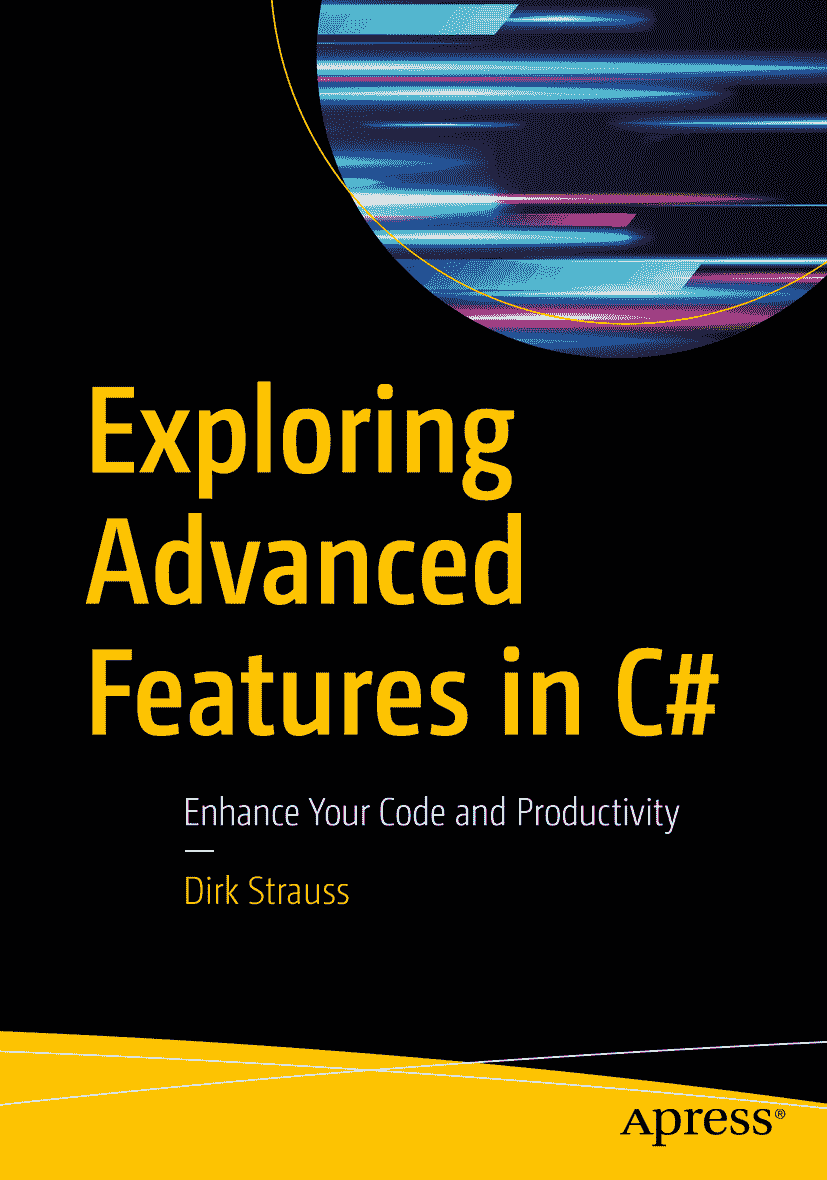 Exploring
Advanced
Features in C#
Enhance Your Code and Productivity
Dirk Strauss
Apress®